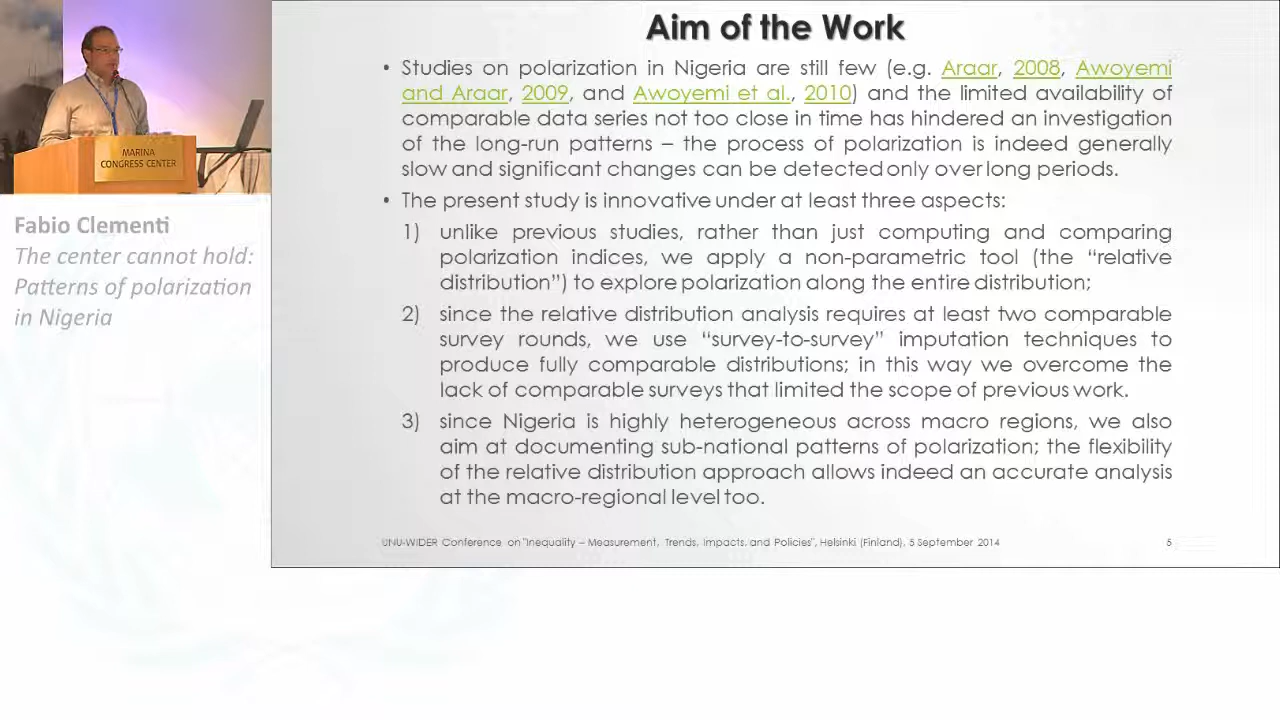 Aim of the Work
• Studies on polarization in Nigeria are still few (e.g. Araar, 2008, Awoyemi
and Araar, 2009, and Awoyemi et al., 2010) and the limited availability of
comparable data series not too close in time has hindered an investigation
of the long-run patterns – the process of polarization is indeed generally
slow and significant changes can be detected only over long periods.
• The present study is innovative under at least three aspects:
1) unlike previous studies, rather than just computing and comparing
polarization indices, we apply a non-parametric tool (the “relative
distribution”) to explore polarization along the entire distribution;
2) since the relative distribution analysis requires at least two comparable
survey rounds, we use “survey-to-survey” imputation techniques to
produce fully comparable distributions; in this way we overcome the
lack of comparable surveys that limited the scope of previous work.
3) since Nigeria is highly heterogeneous across macro regions, we also
aim at documenting sub-national patterns of polarization; the flexibility
of the relative distribution approach allows indeed an accurate analysis
at the macro-regional level too.
UNU-WIDER Conference on "Inequality – Measurement, Trends, Impacts, and Policies", Helsinki (Finland), 5 September 2014
5
MARINA
CONGRESS CENTER
Fabio Clementi
The center cannot hold:
Patterns of polarization
in Nigeria